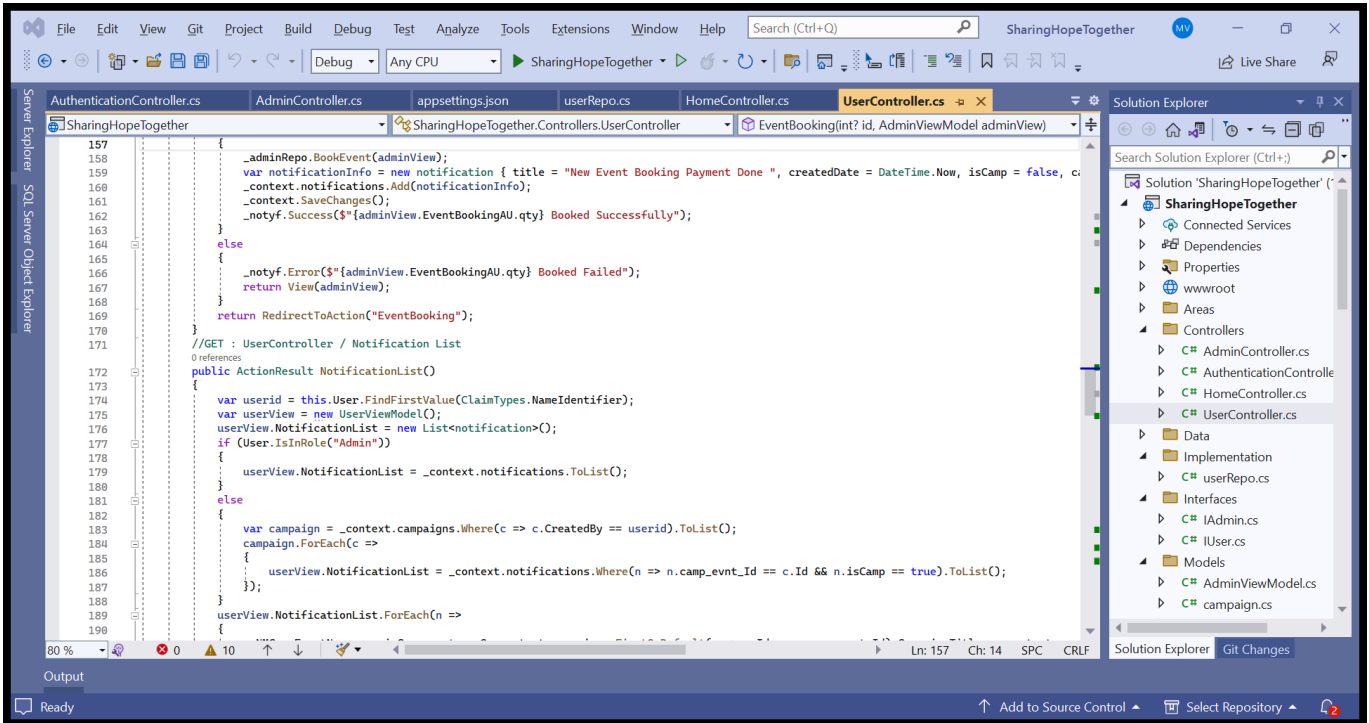 File Edit View Git Project Build Debug Test Analyze Tools Extensions Window Help Search (Ctrl+Q) SharingHopeTogether MV
Debug Any CPU SharingHopeTogether Live Share
Server Explorer
SQL Server Object Explorer
AuthenticationController.cs AdminController.cs appsettings.json userRepo.cs HomeController.cs UserController.cs
SharingHopeTogether SharingHopeTogether.Controllers.UserController EventBooking(int? id, AdminViewModel adminView)
157 {
158 _adminRepo.BookEvent(adminView);
159 var notificationInfo = new notification { title = "New Event Booking Payment Done ", createdDate = DateTime.Now, isCamp = false, ca
160 _context.notifications.Add(notificationInfo);
161 _context.SaveChanges();
162 _notyf.Success($"{adminView.EventBookingAU.qty} Booked Successfully");
163 }
164 else
165 {
166 _notyf.Error($"{adminView.EventBookingAU.qty} Booked Failed");
167 return View(adminView);
168 }
169 return RedirectToAction("EventBooking");
170 }
171 //GET : UserController / Notification List
0 references
172 public ActionResult NotificationList()
173 {
174 var userid = this.User.FindFirstValue(ClaimTypes.NameIdentifier);
175 var userView = new UserViewModel();
176 userView.NotificationList = new List<notification>();
177 if (User.IsInRole("Admin"))
178 {
179 userView.NotificationList = _context.notifications.ToList();
180 }
181 else
182 {
183 var campaign = _context.campaigns.Where(c => c.CreatedBy == userid).ToList();
184 campaign.ForEach(c =>
185 {
186 userView.NotificationList = _context.notifications.Where(n => n.camp_evnt_Id == c.Id && n.isCamp == true).ToList();
187 });
188 }
189 userView.NotificationList.ForEach(n =>
190 {
80 % 0 10 Ln: 157 Ch: 14 SPC CRLF
Solution Explorer
Search Solution Explorer (Ctrl+;)
Solution 'SharingHopeTogether' (1
SharingHopeTogether
Connected Services
Dependencies
Properties
wwwroot
Areas
Controllers
C# AdminController.cs
C# AuthenticationControlle
C# HomeController.cs
C# UserController.cs
Data
Implementation
C# userRepo.cs
Interfaces
C# IAdmin.cs
C# IUser.cs
Models
C# AdminViewModel.cs
C# campaign.cs
Solution Explorer Git Changes
Output
Ready Add to Source Control Select Repository 2